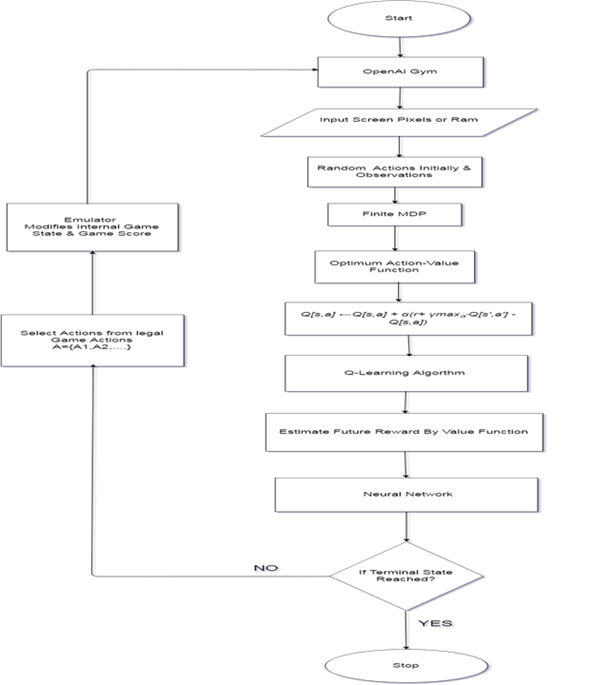 Start
OpenAi Gym
Input Screen Pixels or Ram
Random Actions Initially &
Observations
Finite MDP
Emulator
Modifies Internal Game
State & Game Score
Optimum Action-Value
Function
Q[s,a] ←Q[s,a] + α(r+ γmaxₐ'Q[s',a'] -
Q[s,a])
Select Actions from legal
Game Actions
A={A1,A2,....}
Q-Learning Algorthm
Estimate Future Reward By Value Function
Neural Network
If Terminal State
Reached?
NO
YES
Stop